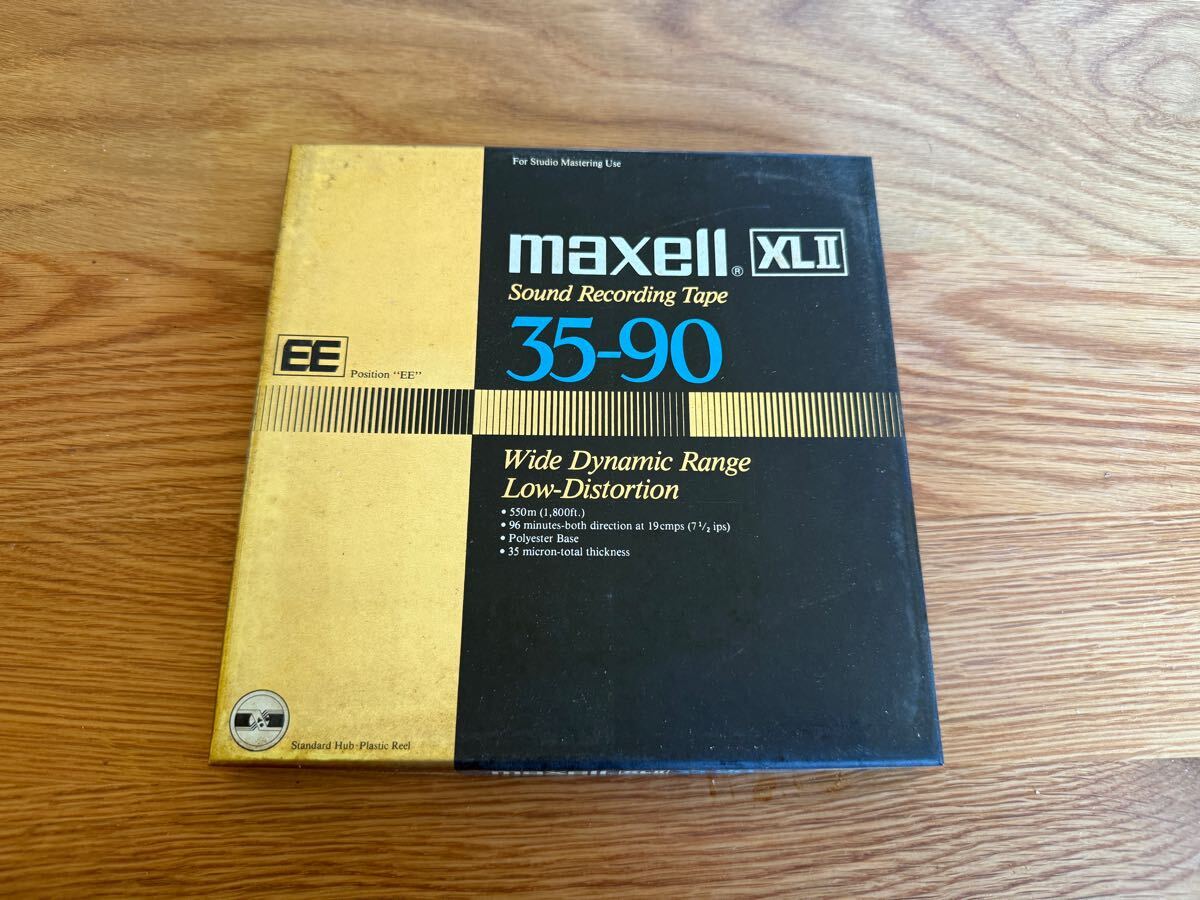 For Studio Mastering Use
maxell® XLII
Sound Recording Tape
35-90
EE Position "EE"
Wide Dynamic Range
Low-Distortion
• 550m (1,800ft.)
• 96 minutes-both direction at 19cmps (7 1/2 ips)
• Polyester Base
• 35 micron-total thickness
Standard Hub·Plastic Reel
maxell XLII